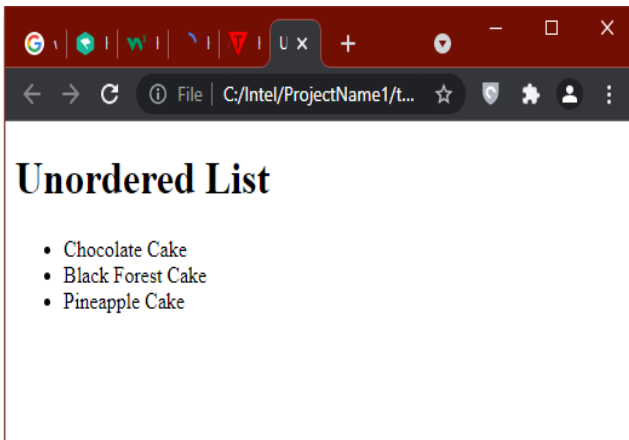 U
File C:/Intel/ProjectName1/t...
Unordered List
Chocolate Cake
Black Forest Cake
Pineapple Cake